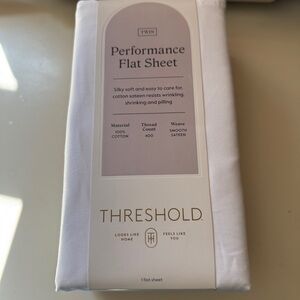 TWIN
Performance
Flat Sheet
Silky soft and easy to care for,
cotton sateen resists wrinkling,
shrinking and pilling
Material Thread Count Weave
100% COTTON 400 SMOOTH SATEEN
THRESHOLD
LOOKS LIKE HOME FEELS LIKE YOU
1 flat sheet